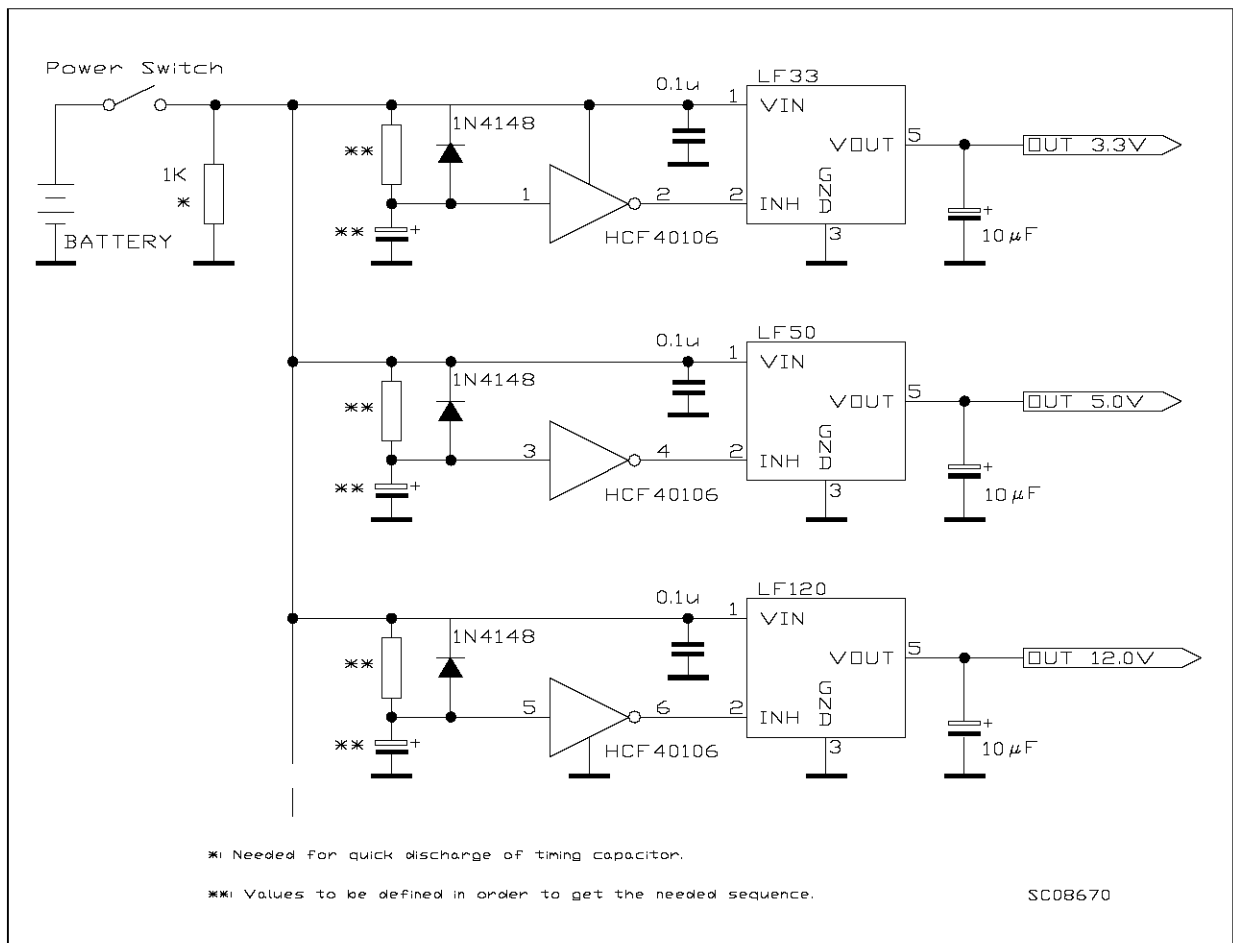 Power Switch
1K
*
BATTERY
**
**
1N4148
1
2
HCF40106
0.1u
LF33
1
VIN
VOUT
5
GND
2
INH
3
10µF
OUT 3.3V
**
**
1N4148
3
4
HCF40106
0.1u
LF50
1
VIN
VOUT
5
GND
2
INH
3
10µF
OUT 5.0V
**
**
1N4148
5
6
HCF40106
0.1u
LF120
1
VIN
VOUT
5
GND
2
INH
3
10µF
OUT 12.0V
+
+
+
+
+
+
*: Needed for quick discharge of timing capacitor.
**: Values to be defined in order to get the needed sequence.
SC08670